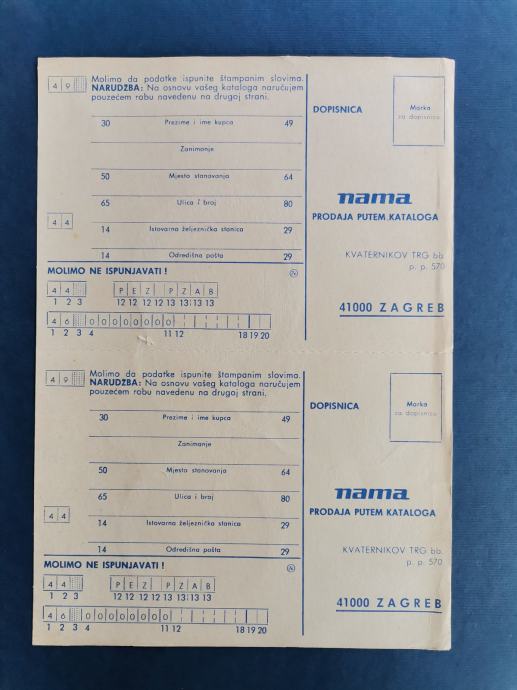 4 9
Molimo da podatke ispunite štampanim slovima.
NARUDŽBA: Na osnovu vašeg kataloga naručujem
pouzećem robu navedenu na drugoj strani.
30 Prezime i ime kupca 49
Zanimanje
50 Mjesto stanovanja 64
65 Ulica i broj 80
4 4
14 Istovarna željeznička stanica 29
14 Odredišna pošta 29
MOLIMO NE ISPUNJAVATI !
4 4 P E Z P Z A B
1 2 3 12 12 12 12 13 13 13 13
4 6 0 0 0 0 0 0 0 0
1 2 3 4 11 12 18 19 20
DOPISNICA
Marka
za dopisnice
nama
PRODAJA PUTEM KATALOGA
KVATERNIKOV TRG bb.
p. p. 570
41000 ZAGREB
4 9
Molimo da podatke ispunite štampanim slovima.
NARUDŽBA: Na osnovu vašeg kataloga naručujem
pouzećem robu navedenu na drugoj strani.
30 Prezime i ime kupca 49
Zanimanje
50 Mjesto stanovanja 64
65 Ulica i broj 80
4 4
14 Istovarna željeznička stanica 29
14 Odredišna pošta 29
MOLIMO NE ISPUNJAVATI !
4 4 P E Z P Z A B
1 2 3 12 12 12 12 13 13 13 13
4 6 0 0 0 0 0 0 0 0
1 2 3 4 11 12 18 19 20
DOPISNICA
Marka
za dopisnice
nama
PRODAJA PUTEM KATALOGA
KVATERNIKOV TRG bb.
p. p. 570
41000 ZAGREB